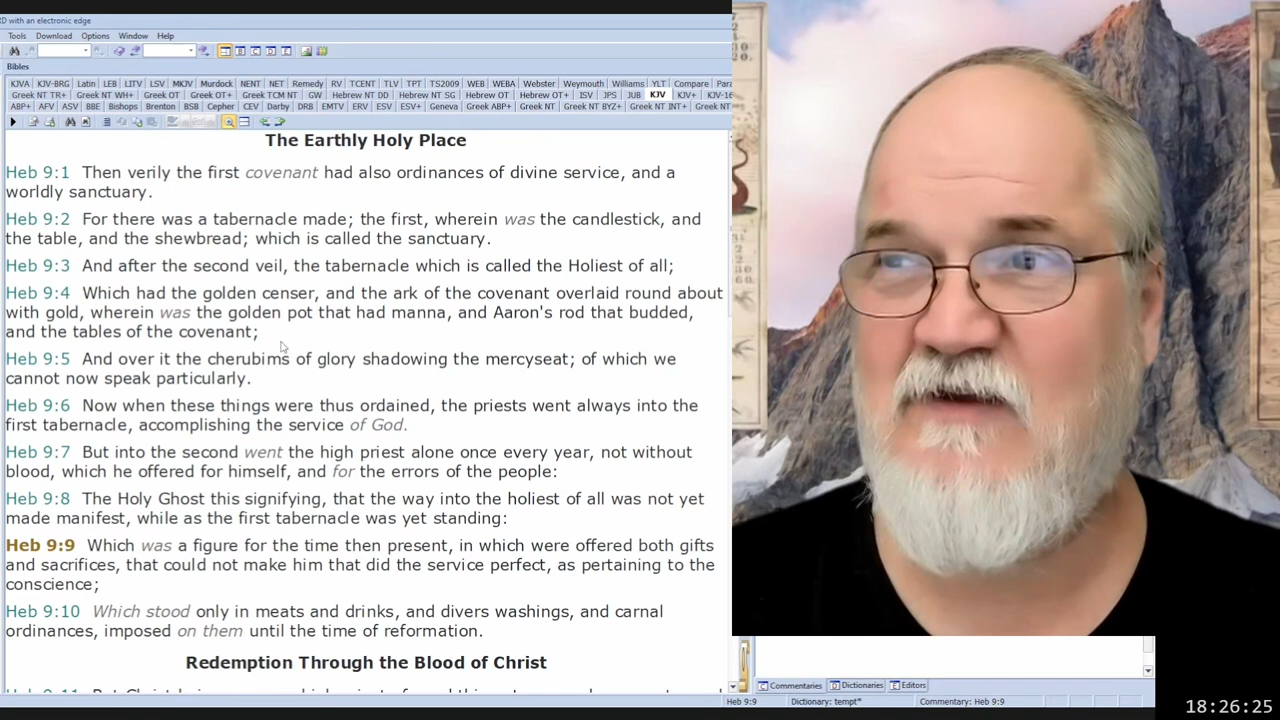 RD with an electronic edge
Tools Download Options Window Help
Bibles
KJVA KJV-BRG Latin LEB LITV LSV MKJV Murdock NENT NET Remedy RV TCENT TLV TPT TS2009 WEB WEBA Webster Weymouth Williams YLT Compare Para
Greek NT TR+ Greek NT WH+ Greek OT Greek OT+ Greek TCM NT GW Hebrew NT DD Hebrew NT Hebrew OT Hebrew OT+ ISV JPS JUB KJV KJV+ KJV-16
ABP+ AFV ASV BBE Bishops Brenton BSB Cepher CEV Darby DRB EMTV ERV ESV ESV+ Geneva Greek ABP+ Greek NT Greek NT BYZ+ Greek NT INT+ Greek NT
The Earthly Holy Place
Heb 9:1 Then verily the first covenant had also ordinances of divine service, and a
worldly sanctuary.
Heb 9:2 For there was a tabernacle made; the first, wherein was the candlestick, and
the table, and the shewbread; which is called the sanctuary.
Heb 9:3 And after the second veil, the tabernacle which is called the Holiest of all;
Heb 9:4 Which had the golden censer, and the ark of the covenant overlaid round about
with gold, wherein was the golden pot that had manna, and Aaron's rod that budded,
and the tables of the covenant;
Heb 9:5 And over it the cherubims of glory shadowing the mercyseat; of which we
cannot now speak particularly.
Heb 9:6 Now when these things were thus ordained, the priests went always into the
first tabernacle, accomplishing the service of God.
Heb 9:7 But into the second went the high priest alone once every year, not without
blood, which he offered for himself, and for the errors of the people:
Heb 9:8 The Holy Ghost this signifying, that the way into the holiest of all was not yet
made manifest, while as the first tabernacle was yet standing:
Heb 9:9 Which was a figure for the time then present, in which were offered both gifts
and sacrifices, that could not make him that did the service perfect, as pertaining to the
conscience;
Heb 9:10 Which stood only in meats and drinks, and divers washings, and carnal
ordinances, imposed on them until the time of reformation.
Redemption Through the Blood of Christ
Commentaries Dictionaries Editors
Heb 9:9 Dictionary: tempt* Commentary: Heb 9:9
18:26:25